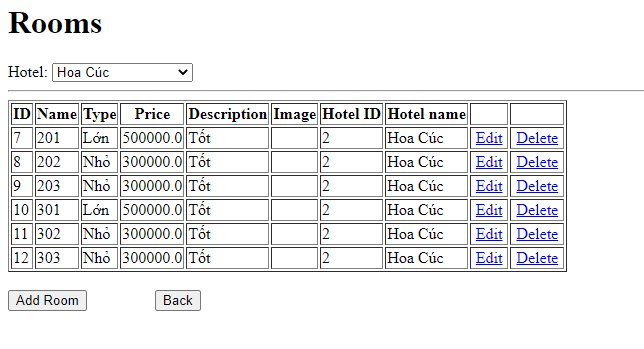 Rooms
Hotel: Hoa Cúc
ID Name Type Price Description Image Hotel ID Hotel name
7 201 Lớn 500000.0 Tốt 2 Hoa Cúc Edit Delete
8 202 Nhỏ 300000.0 Tốt 2 Hoa Cúc Edit Delete
9 203 Nhỏ 300000.0 Tốt 2 Hoa Cúc Edit Delete
10 301 Lớn 500000.0 Tốt 2 Hoa Cúc Edit Delete
11 302 Nhỏ 300000.0 Tốt 2 Hoa Cúc Edit Delete
12 303 Nhỏ 300000.0 Tốt 2 Hoa Cúc Edit Delete
Add Room Back